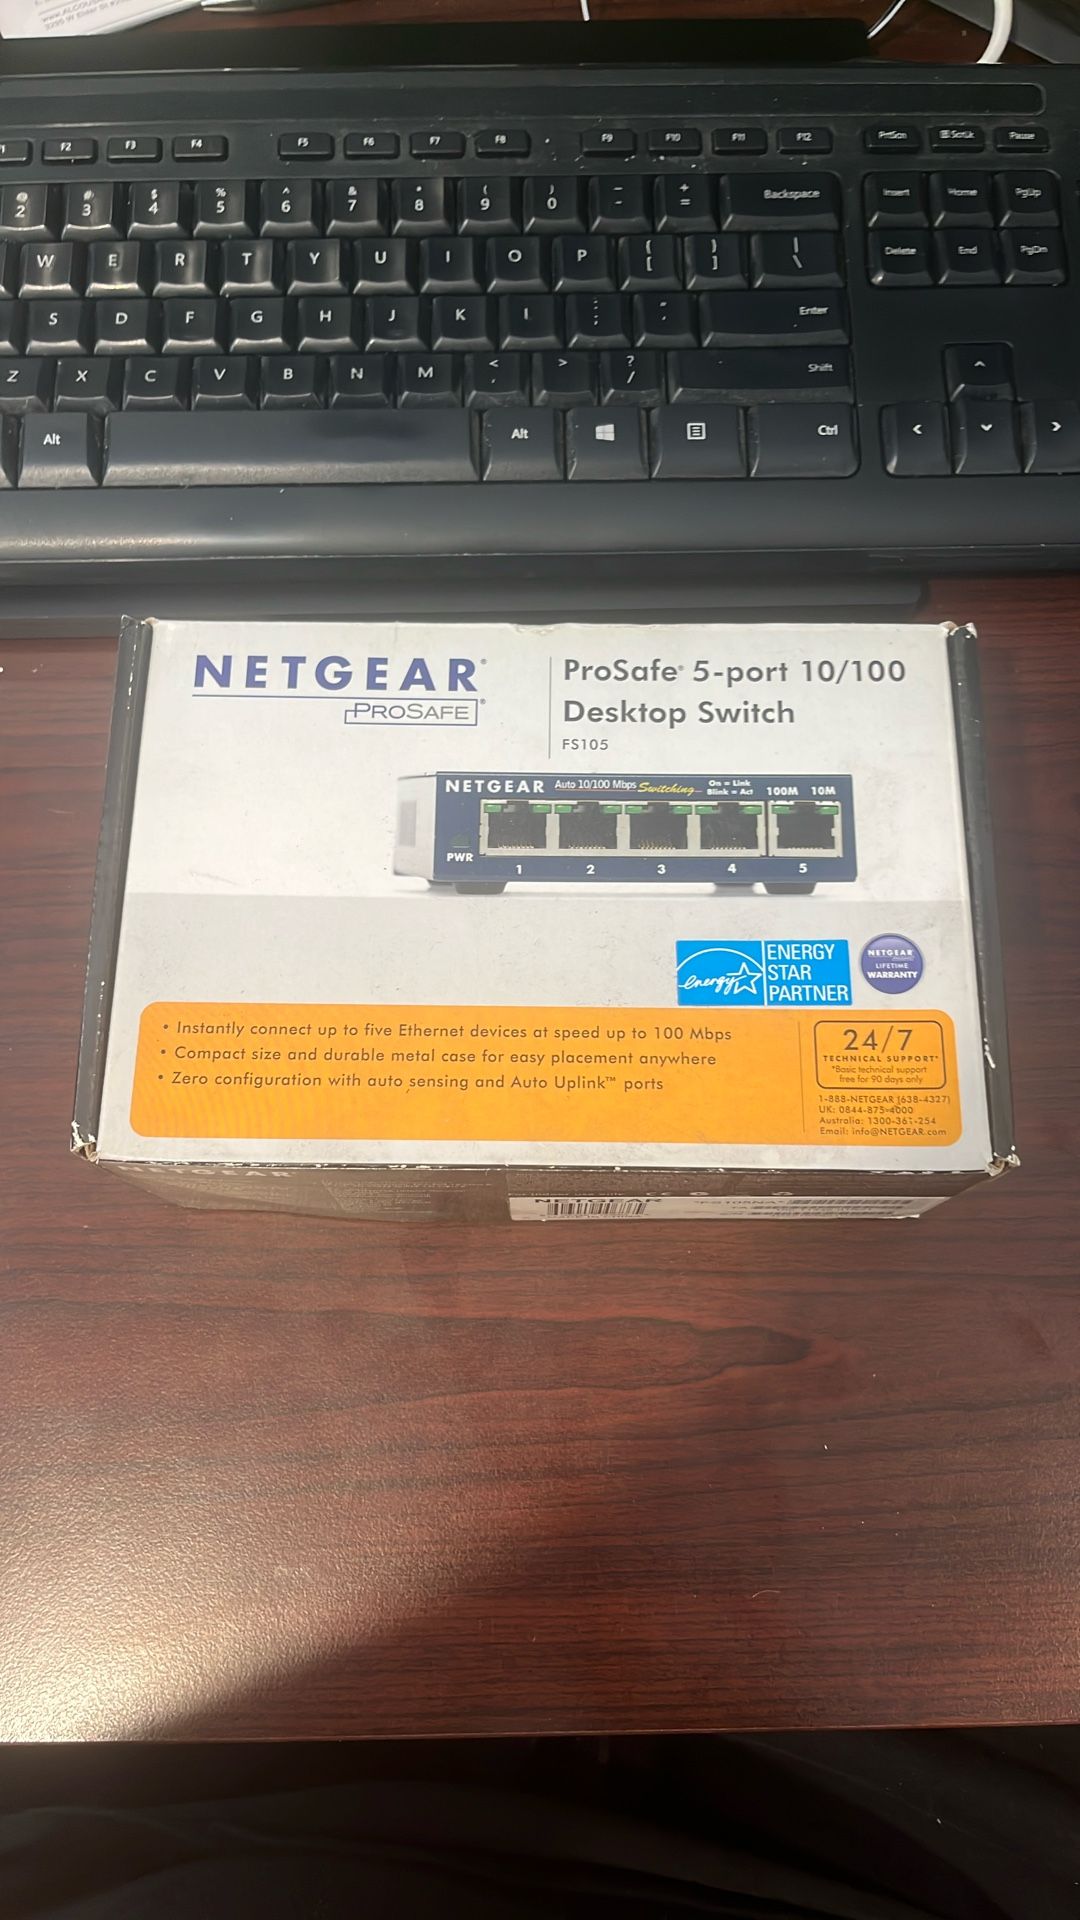 F2 F3 F4 F5 F6 F7 F8 F9 F10 F11 F12 PrtScn ScrLk Pause
@ # $ % ^ & * ( ) _ +
2 3 4 5 6 7 8 9 0 - = Backspace Insert Home PgUp
W E R T Y U I O P { [ } ] | \ Delete End PgDn
S D F G H J K : ; " ' Enter
Z X C V B N M < , > ? / Shift
Alt Alt Ctrl
NETGEAR®
PROSAFE®
ProSafe® 5-port 10/100
Desktop Switch
FS105
NETGEAR Auto 10/100 Mbps Switching
On = Link
Blink = Act
100M 10M
PWR
1 2 3 4 5
energy
ENERGY
STAR
PARTNER
NETGEAR
LIFETIME
WARRANTY
• Instantly connect up to five Ethernet devices at speed up to 100 Mbps
• Compact size and durable metal case for easy placement anywhere
• Zero configuration with auto sensing and Auto Uplink™ ports
24/7
TECHNICAL SUPPORT*
*Basic technical support
free for 90 days only
1-888-NETGEAR (638-4327)
UK: 0844-875-4000
Australia: 1300-361-254
Email: info@NETGEAR.com
NETGEAR